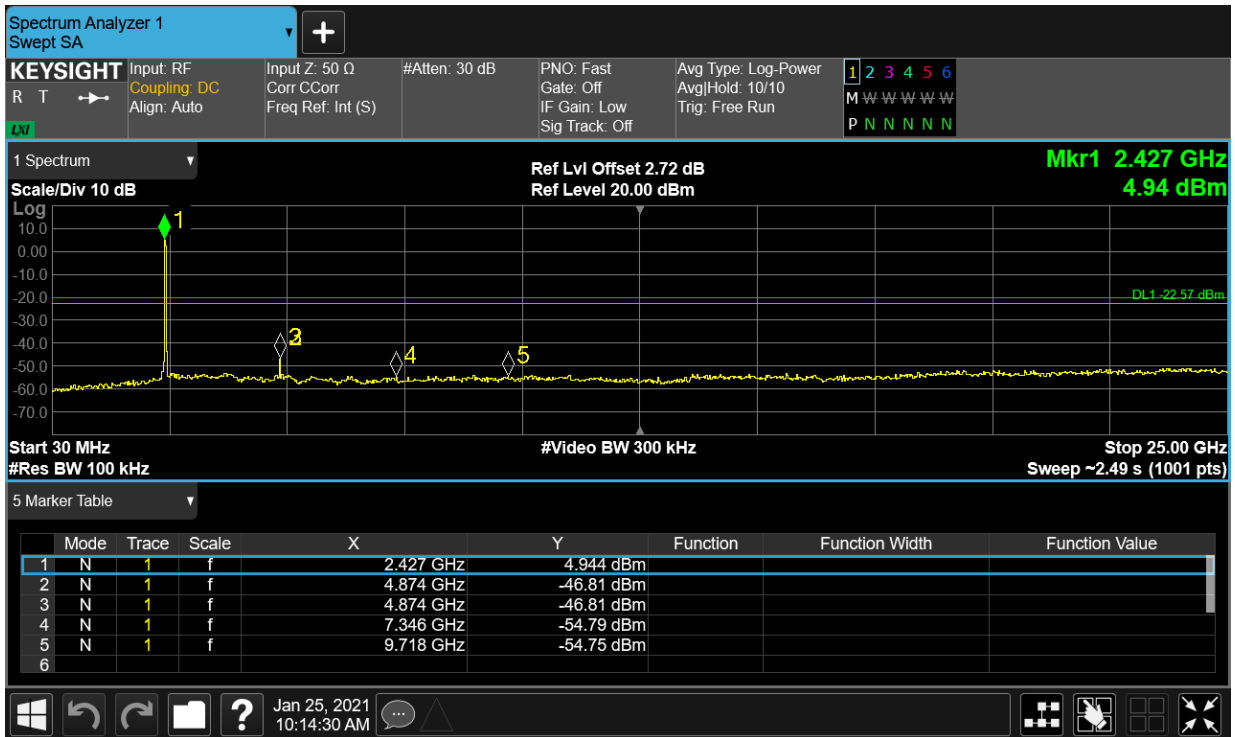 Spectrum Analyzer 1
Swept SA
KEYSIGHT
R T
LXI
Input: RF
Coupling: DC
Align: Auto
Input Z: 50 Ω
Corr CCorr
Freq Ref: Int (S)
#Atten: 30 dB
PNO: Fast
Gate: Off
IF Gain: Low
Sig Track: Off
Avg Type: Log-Power
Avg|Hold: 10/10
Trig: Free Run
1 2 3 4 5 6
M W W W W W
P N N N N N N
1 Spectrum
Scale/Div 10 dB
Ref Lvl Offset 2.72 dB
Ref Level 20.00 dBm
Mkr1 2.427 GHz
4.94 dBm
Log
10.0
0.00
-10.0
-20.0
-30.0
-40.0
-50.0
-60.0
-70.0
1
3
4
5
DL1 -22.57 dBm
Start 30 MHz
#Res BW 100 kHz
#Video BW 300 kHz
Stop 25.00 GHz
Sweep ~2.49 s (1001 pts)
5 Marker Table
Mode Trace Scale X Y Function Function Width Function Value
1 N 1 f 2.427 GHz 4.944 dBm
2 N 1 f 4.874 GHz -46.81 dBm
3 N 1 f 4.874 GHz -46.81 dBm
4 N 1 f 7.346 GHz -54.79 dBm
5 N 1 f 9.718 GHz -54.75 dBm
6
?
Jan 25, 2021
10:14:30 AM